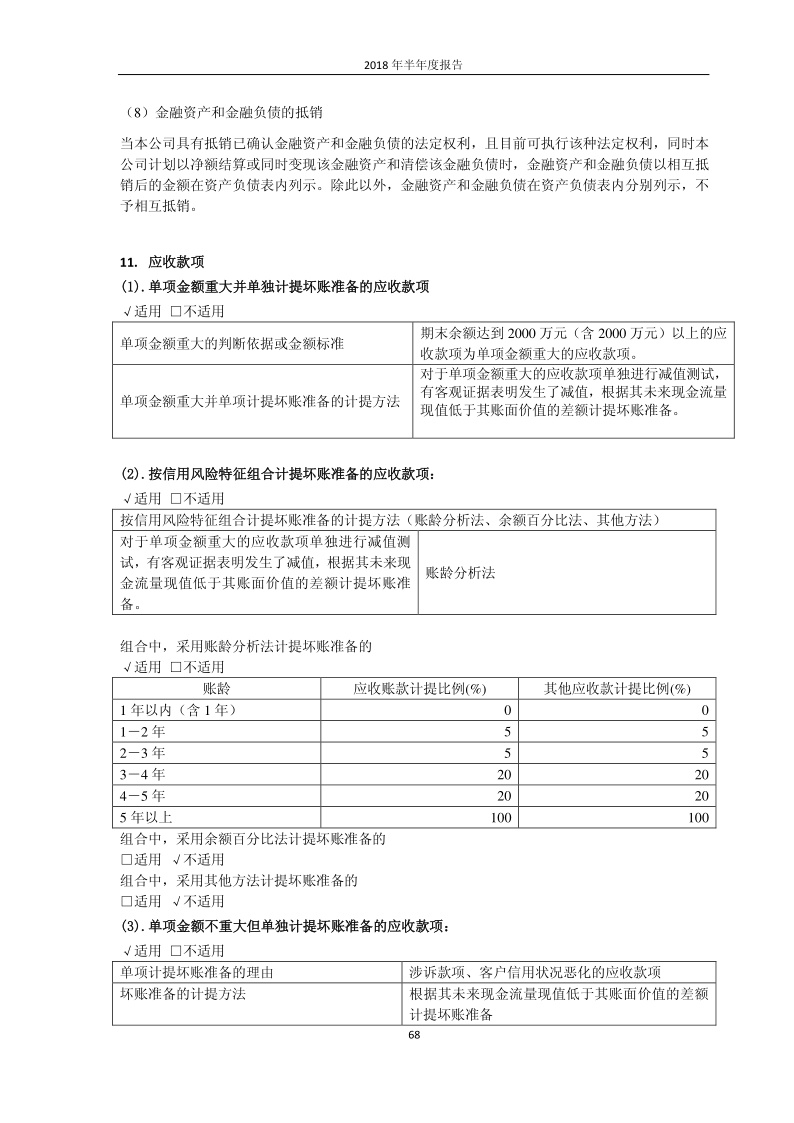 2018 年半年度报告
（8）金融资产和金融负债的抵销
当本公司具有抵销已确认金融资产和金融负债的法定权利，且目前可执行该种法定权利，同时本
公司计划以净额结算或同时变现该金融资产和清偿该金融负债时，金融资产和金融负债以相互抵
销后的金额在资产负债表内列示。除此以外，金融资产和金融负债在资产负债表内分别列示，不
予相互抵销。
11. 应收款项
(1).单项金额重大并单独计提坏账准备的应收款项
√适用 □不适用
单项金额重大的判断依据或金额标准
期末余额达到 2000 万元（含 2000 万元）以上的应
收款项为单项金额重大的应收款项。
单项金额重大并单项计提坏账准备的计提方法
对于单项金额重大的应收款项单独进行减值测试，
有客观证据表明发生了减值，根据其未来现金流量
现值低于其账面价值的差额计提坏账准备。
(2).按信用风险特征组合计提坏账准备的应收款项：
√适用 □不适用
按信用风险特征组合计提坏账准备的计提方法（账龄分析法、余额百分比法、其他方法）
对于单项金额重大的应收款项单独进行减值测
试，有客观证据表明发生了减值，根据其未来现
金流量现值低于其账面价值的差额计提坏账准
备。
账龄分析法
组合中，采用账龄分析法计提坏账准备的
√适用 □不适用
账龄 应收账款计提比例(%) 其他应收款计提比例(%)
1 年以内（含 1 年） 0 0
1－2 年 5 5
2－3 年 5 5
3－4 年 20 20
4－5 年 20 20
5 年以上 100 100
组合中，采用余额百分比法计提坏账准备的
□适用 √不适用
组合中，采用其他方法计提坏账准备的
□适用 √不适用
(3).单项金额不重大但单独计提坏账准备的应收款项：
√适用 □不适用
单项计提坏账准备的理由 涉诉款项、客户信用状况恶化的应收款项
坏账准备的计提方法 根据其未来现金流量现值低于其账面价值的差额
计提坏账准备
68